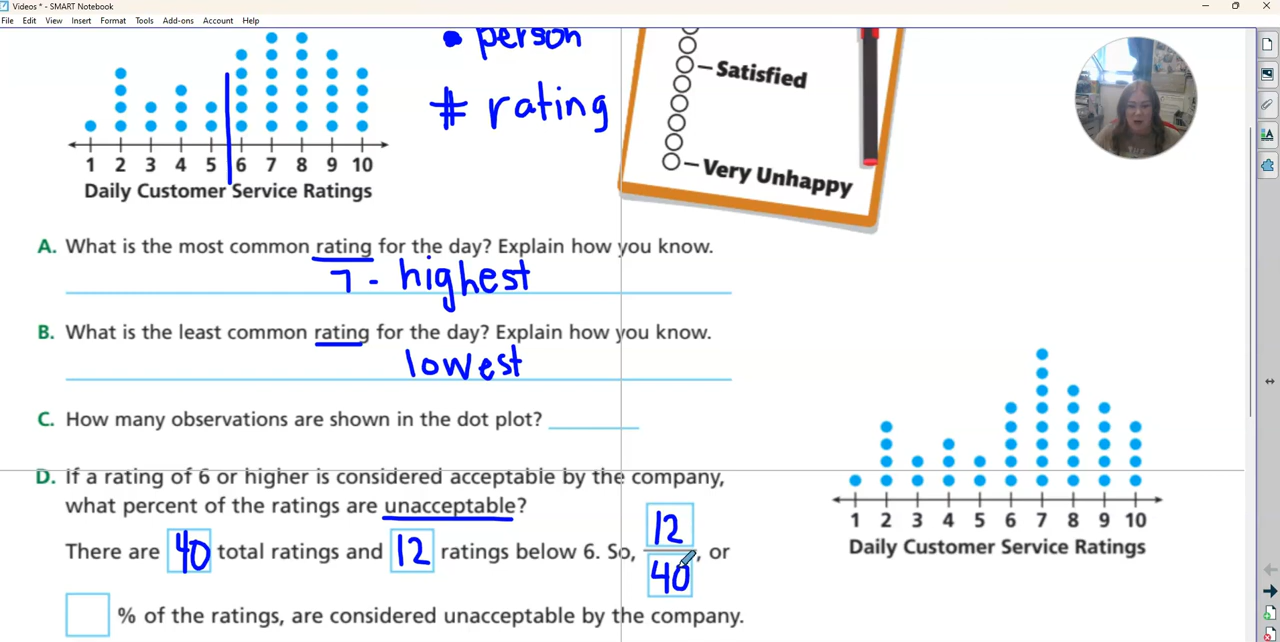 Videos * - SMART Notebook
File Edit View Insert Format Tools Add-ons Account Help
• person
# rating
1 2 3 4 5 6 7 8 9 10
Daily Customer Service Ratings
Satisfied
Very Unhappy
A. What is the most common rating for the day? Explain how you know.
7 - highest
B. What is the least common rating for the day? Explain how you know.
lowest
C. How many observations are shown in the dot plot?
D. If a rating of 6 or higher is considered acceptable by the company,
what percent of the ratings are unacceptable?
There are 40 total ratings and 12 ratings below 6. So, 12/40, or
% of the ratings, are considered unacceptable by the company.
1 2 3 4 5 6 7 8 9 10
Daily Customer Service Ratings